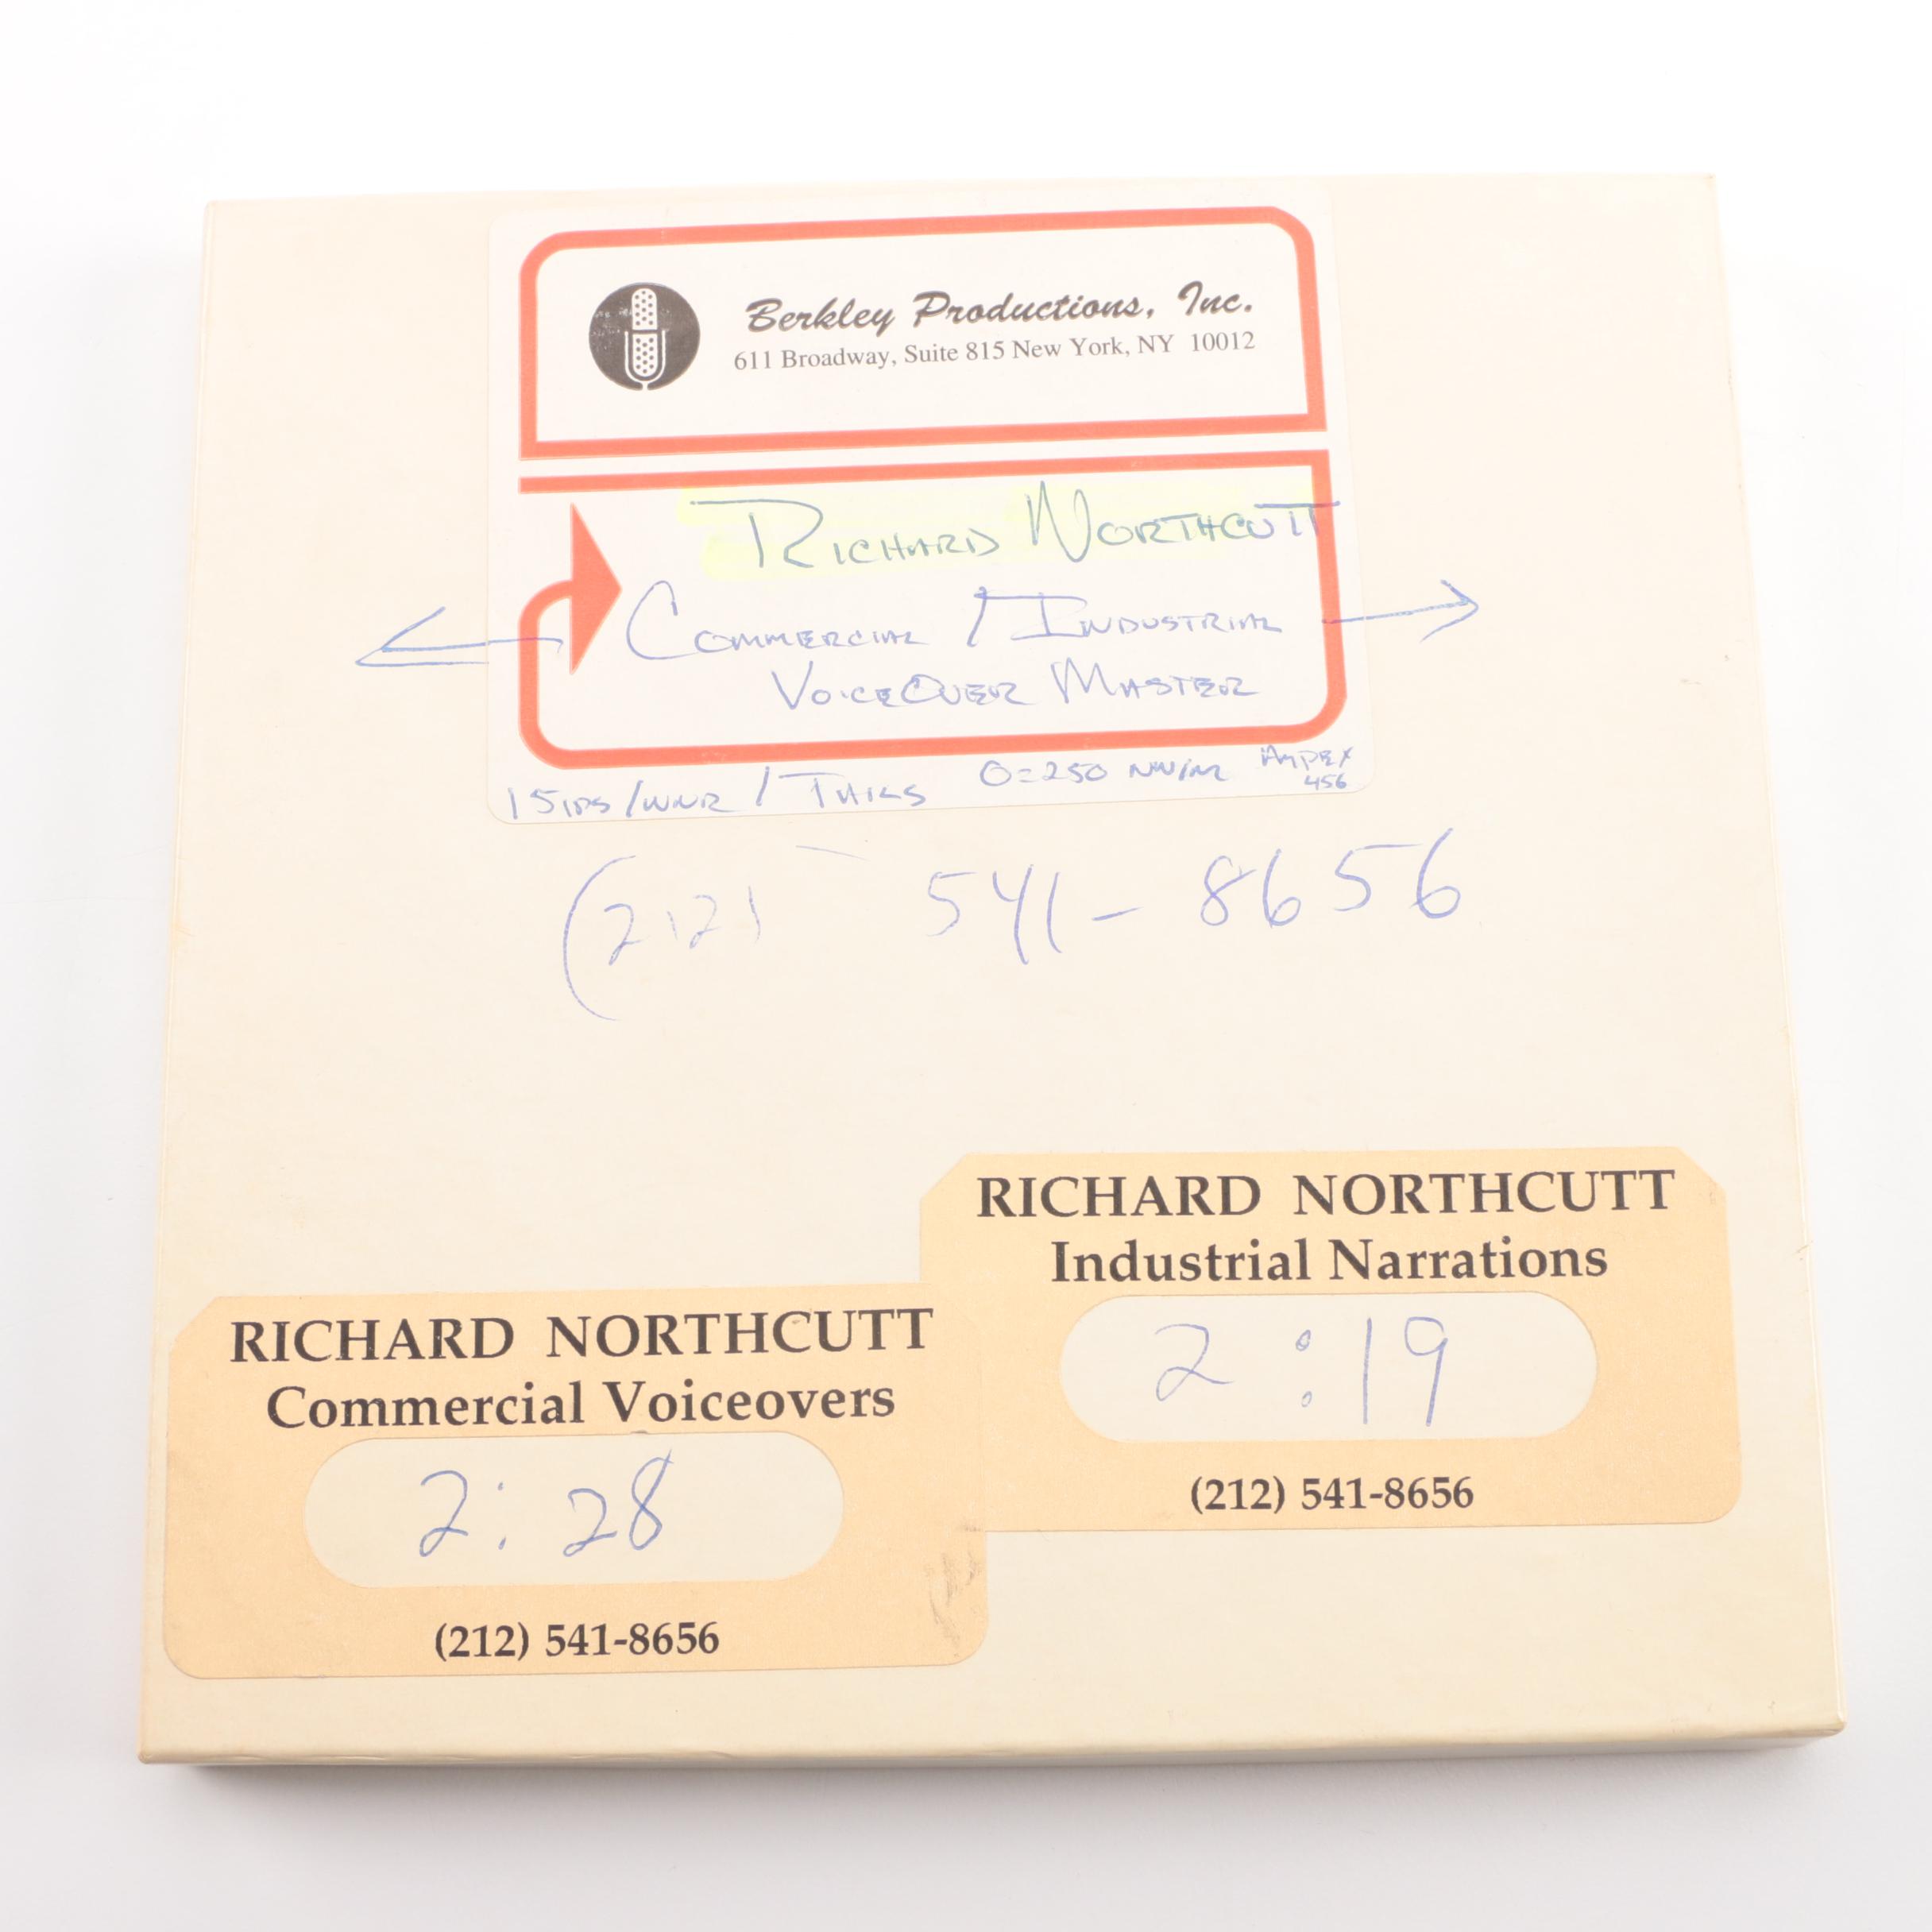 Berkley Productions, Inc.
611 Broadway, Suite 815 New York, NY 10012
RICHARD NORTHCUTT
COMMERCIAL / INDUSTRIAL
VOICEOVER MASTER
15IPS / / TAILS 0=250 NW/M AMPEX
456
(212) 541-8656
RICHARD NORTHCUTT
Industrial Narrations
2:19
(212) 541-8656
RICHARD NORTHCUTT
Commercial Voiceovers
2:28
(212) 541-8656